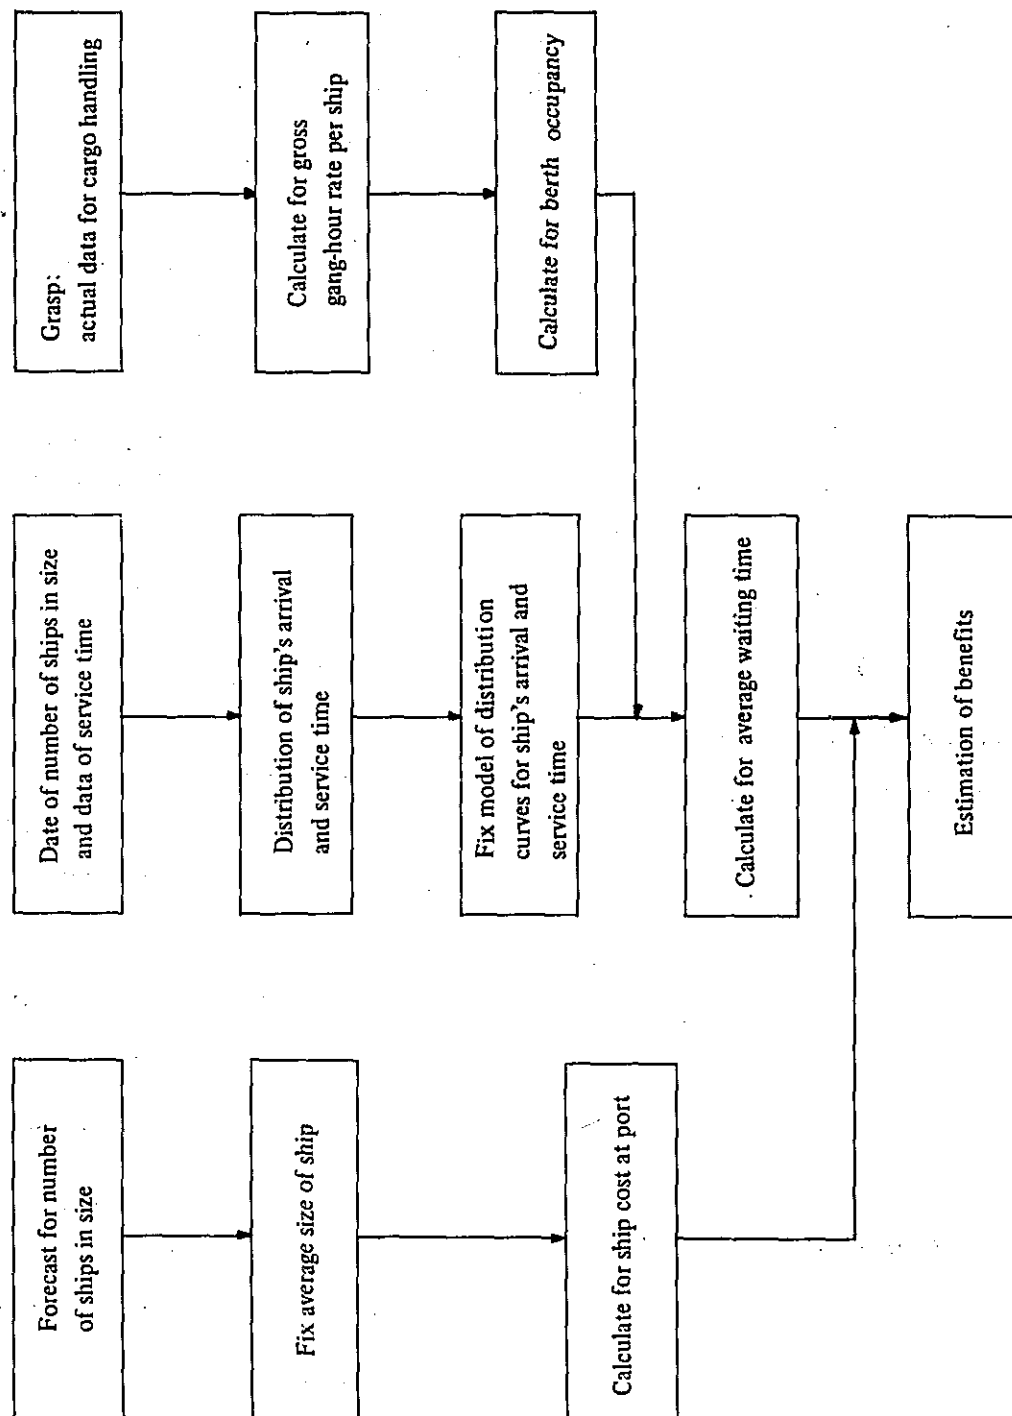 Forecast for number
of ships in size
Fix average size of ship
Calculate for ship cost at port
Date of number of ships in size
and data of service time
Distribution of ship's arrival
and service time
Fix model of distribution
curves for ship's arrival and
service time
Calculate for average waiting time
Estimation of benefits
Grasp:
actual data for cargo handling
Calculate for gross
gang-hour rate per ship
Calculate for berth occupancy